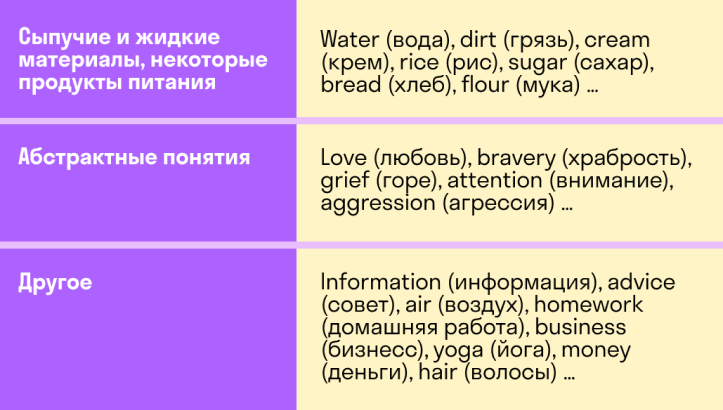 Сыпучие и жидкие
материалы, некоторые
продукты питания
Water (вода), dirt (грязь), cream
(крем), rice (рис), sugar (сахар),
bread (хлеб), flour (мука) ...
Абстрактные понятия
Love (любовь), bravery (храбрость),
grief (горе), attention (внимание),
aggression (агрессия) ...
Другое
Information (информация), advice
(совет), air (воздух), homework
(домашняя работа), business
(бизнесс), yoga (йога), money
(деньги), hair (волосы) ...